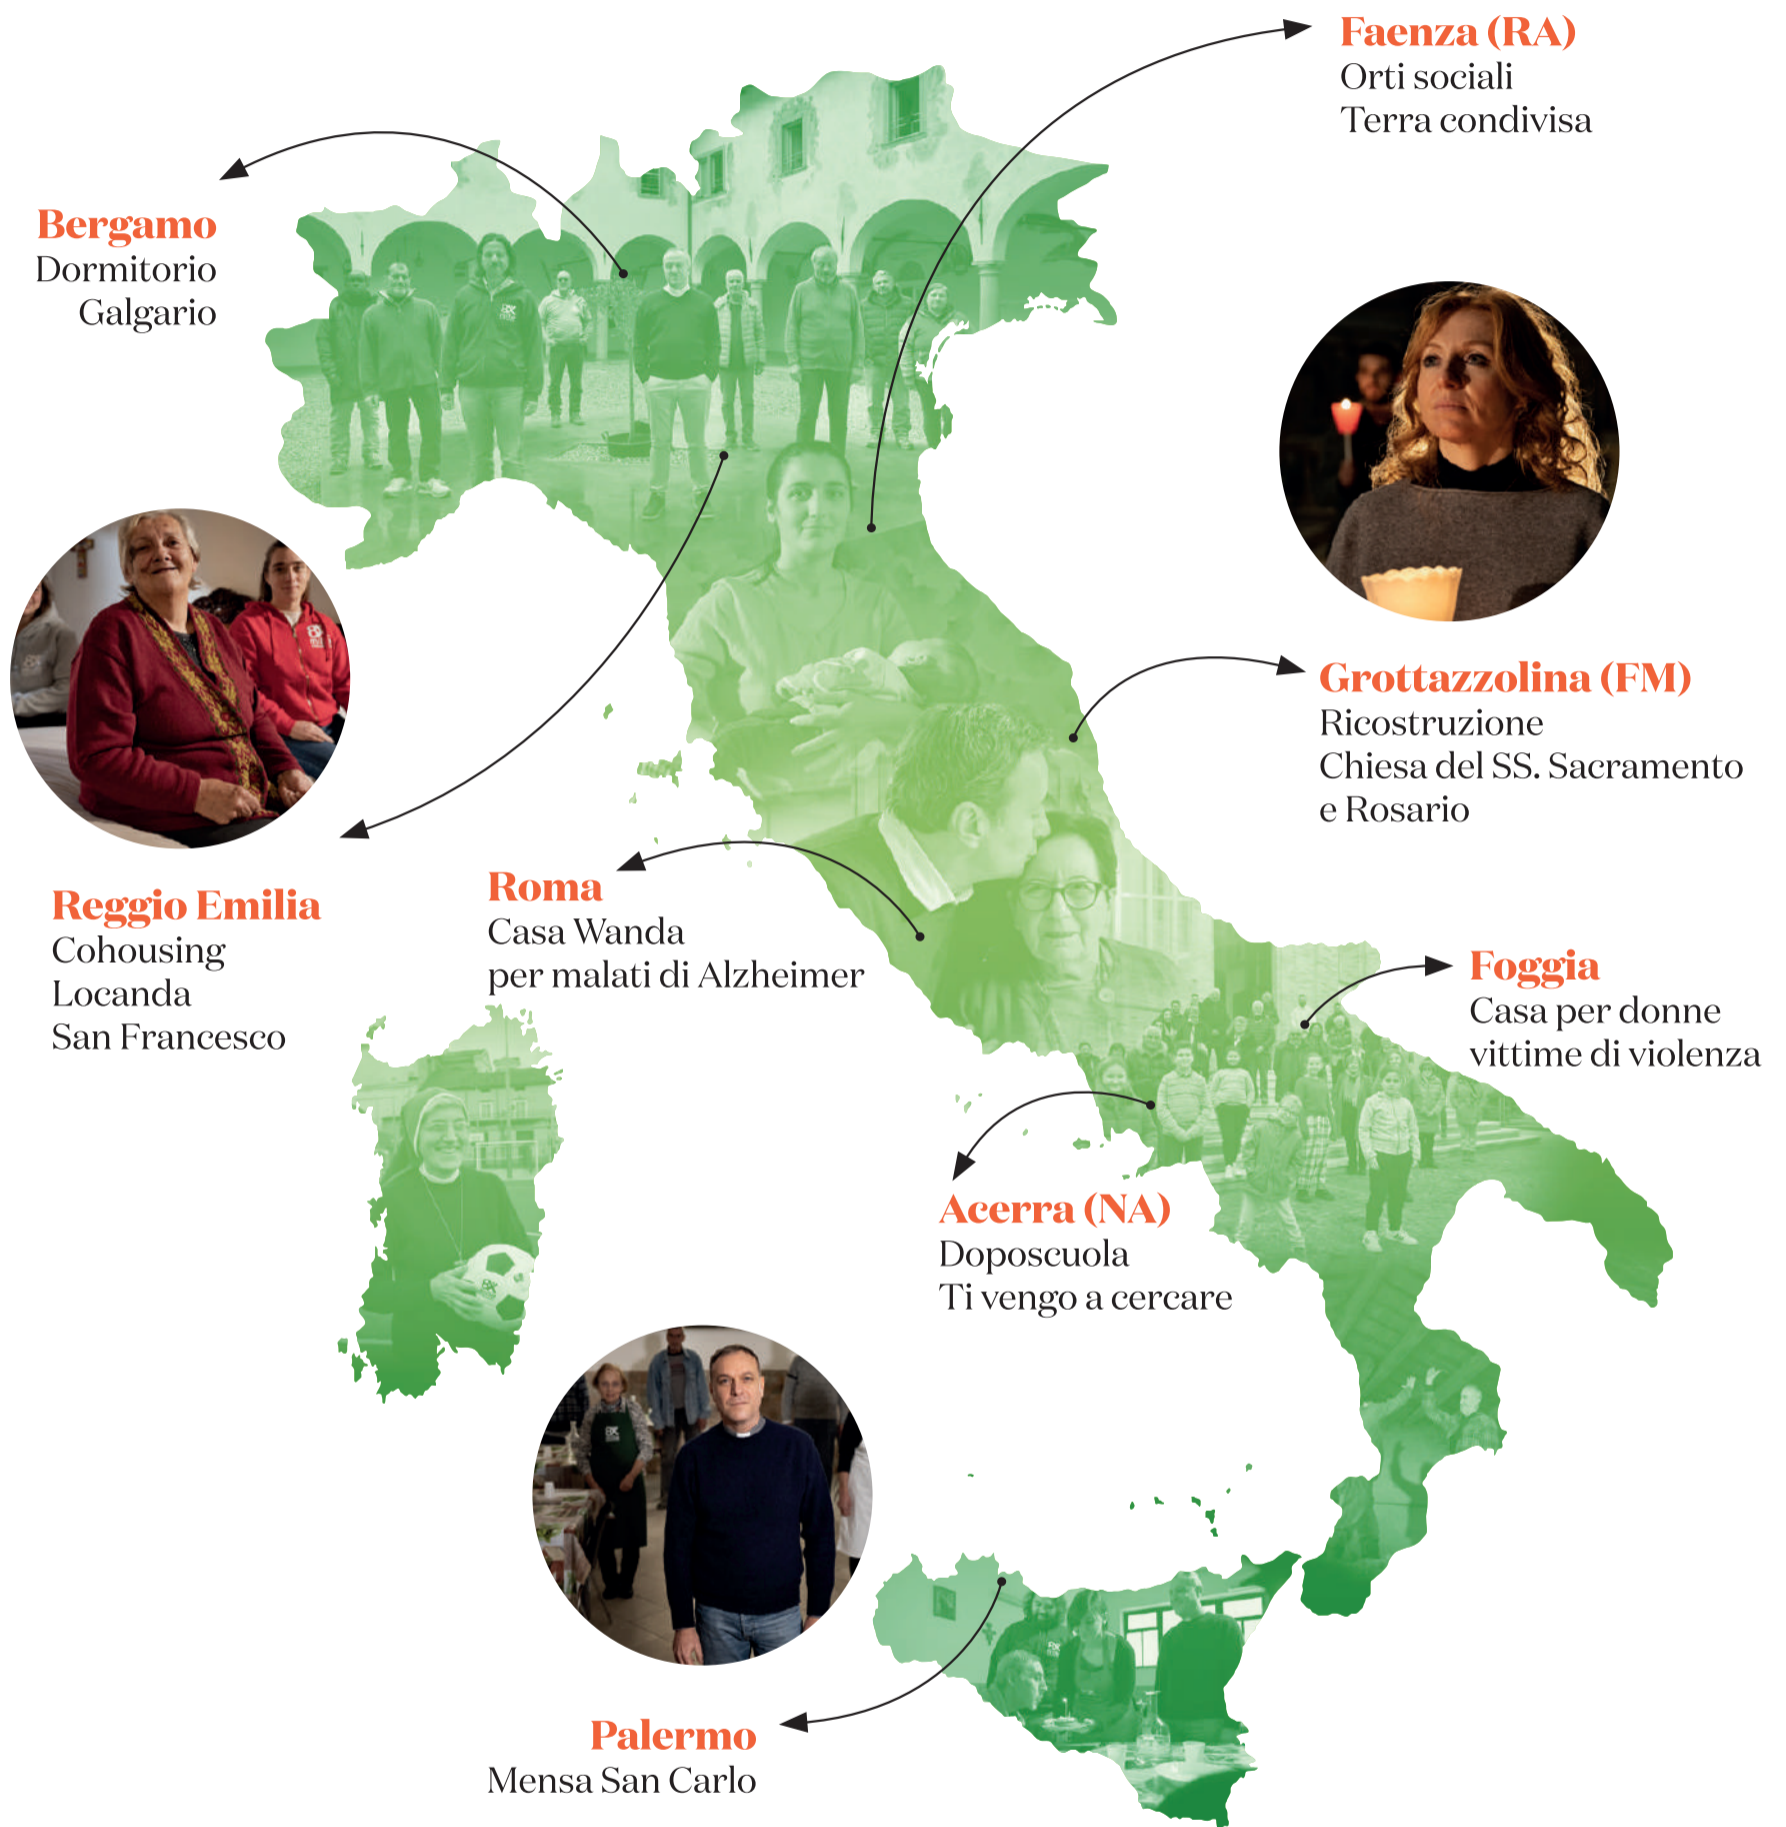 Faenza (RA)
Orti sociali
Terra condivisa
Bergamo
Dormitorio
Galgario
Grottazzolina (FM)
Ricostruzione
Chiesa del SS. Sacramento
e Rosario
Reggio Emilia
Cohousing
Locanda
San Francesco
Roma
Casa Wanda
per malati di Alzheimer
Foggia
Casa per donne
vittime di violenza
Acerra (NA)
Doposcuola
Ti vengo a cercare
Palermo
Mensa San Carlo